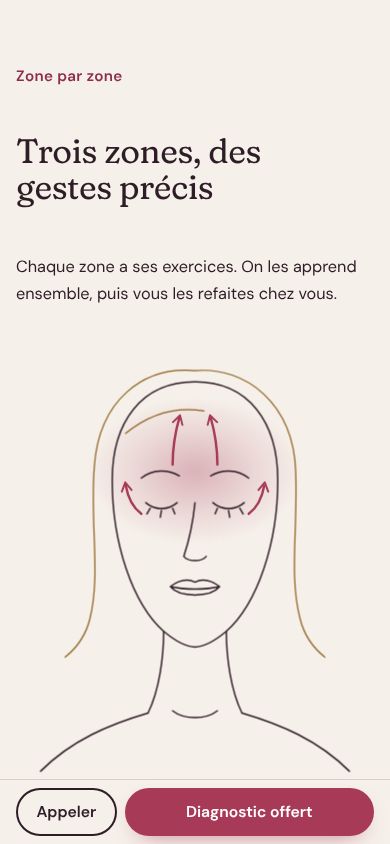 Zone par zone
Trois zones, des
gestes précis
Chaque zone a ses exercices. On les apprend
ensemble, puis vous les refaites chez vous.
Appeler
Diagnostic offert